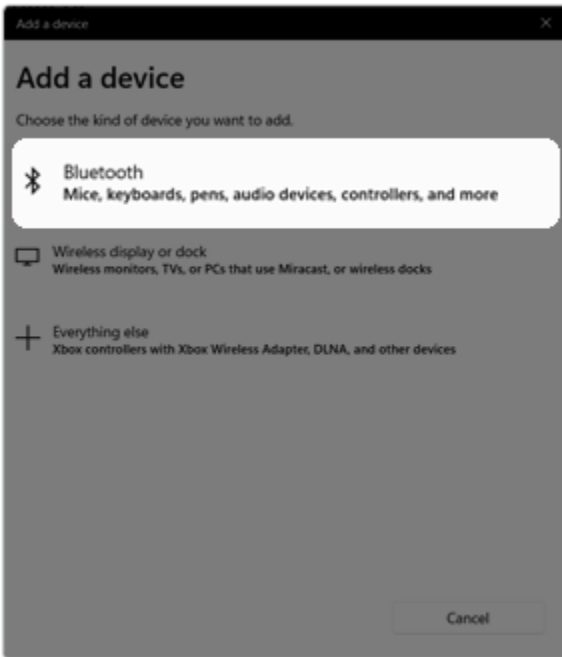 Add a device
Add a device
Choose the kind of device you want to add.
Bluetooth
Mice, keyboards, pens, audio devices, controllers, and more
Wireless display or dock
Wireless monitors, TVs, or PCs that use Miracast, or wireless docks
Everything else
Xbox controllers with Xbox Wireless Adapter, DLNA, and other devices
Cancel